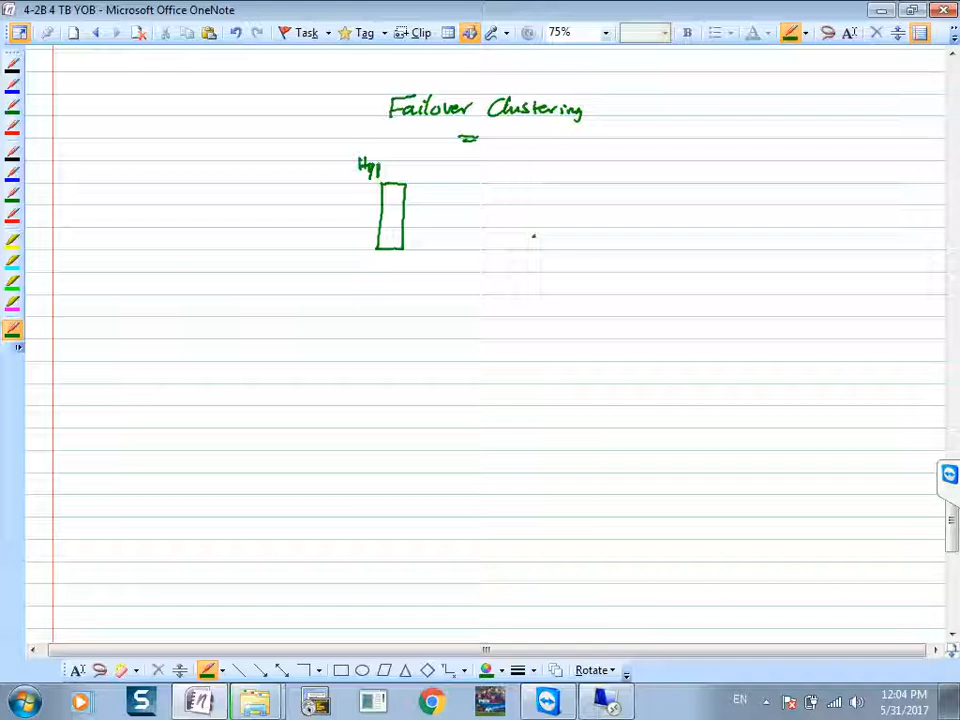 4-2B 4 TB YOB - Microsoft Office OneNote
Task Tag Clip 75% B A
Failover Clustering
Rotate
EN 12:04 PM
5/31/2017